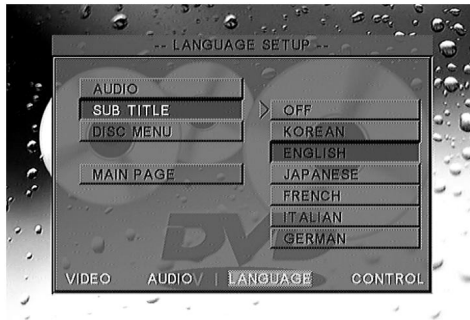 -- LANGUAGE SETUP --
AUDIO
SUB TITLE
DISC MENU
MAIN PAGE
OFF
KOREAN
ENGLISH
JAPANESE
FRENCH
ITALIAN
GERMAN
DVD
VIDEO AUDIO LANGUAGE CONTROL